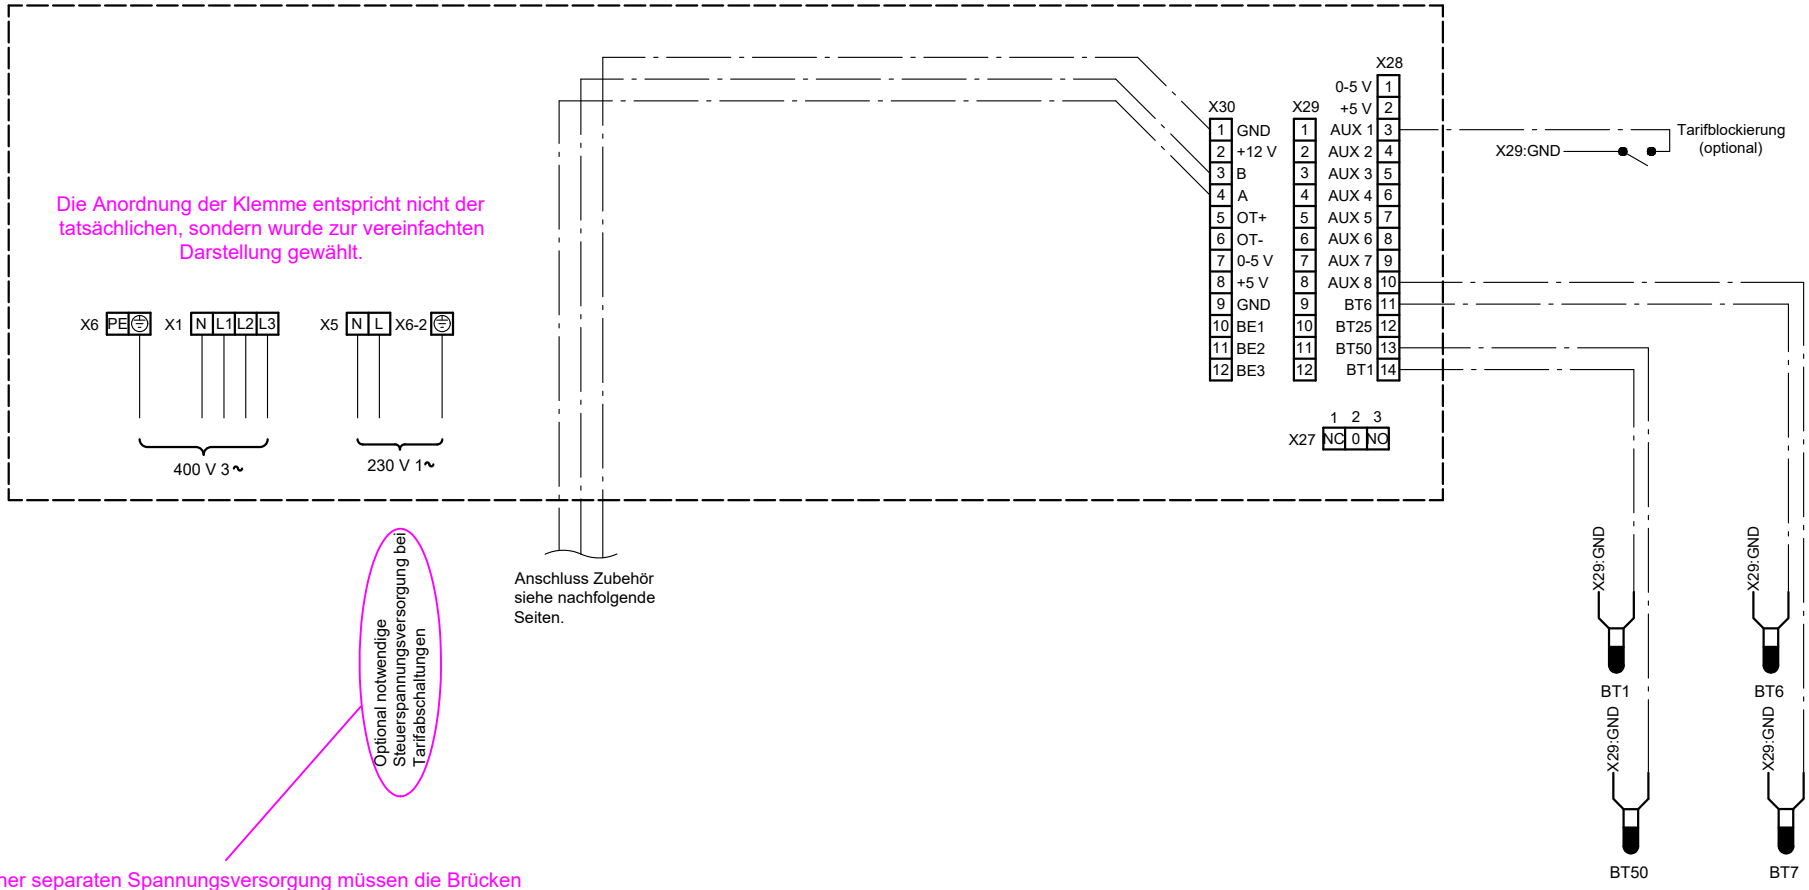 X28
0-5 V 1
X30 X29 +5 V 2
1 GND 1 AUX 1 3
2 +12 V 2 AUX 2 4
3 B 3 AUX 3 5
4 A 4 AUX 4 6
5 OT+ 5 AUX 5 7
6 OT- 6 AUX 6 8
7 0-5 V 7 AUX 7 9
8 +5 V 8 AUX 8 10
9 GND 9 BT6 11
10 BE1 10 BT25 12
11 BE2 11 BT50 13
12 BE3 12 BT1 14
Tarifblockierung
(optional)
X29:GND
Die Anordnung der Klemme entspricht nicht der
tatsächlichen, sondern wurde zur vereinfachten
Darstellung gewählt.
X6 PE X1 N L1 L2 L3 X5 N L X6-2
400 V 3~ 230 V 1~
1 2 3
X27 NC 0 NO
Anschluss Zubehör
siehe nachfolgende
Seiten.
Optional notwendige
Steuerspannungsversorgung bei
Tarifabschaltungen
X29:GND X29:GND
BT1 BT6
X29:GND X29:GND
BT50 BT7
ner separaten Spannungsversorgung müssen die Brücken